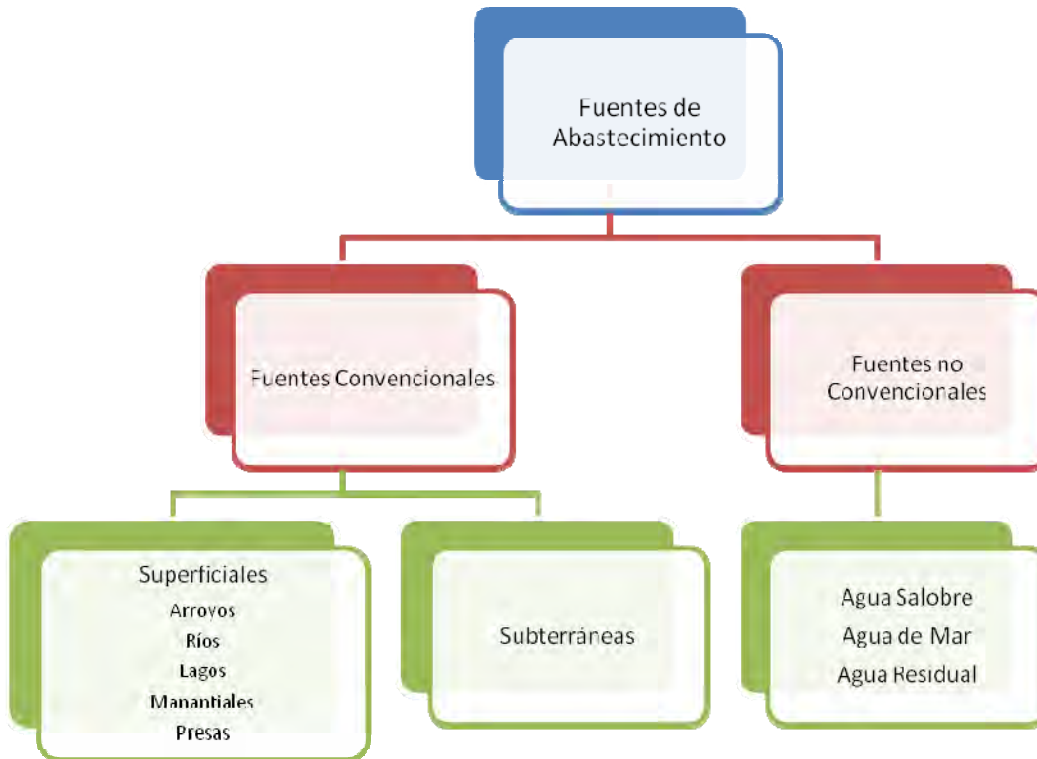 Fuentes de
Abastecimiento
Fuentes Convencionales
Fuentes no
Convencionales
Superficiales
Arroyos
Ríos
Lagos
Manantiales
Presas
Subterráneas
Agua Salobre
Agua de Mar
Agua Residual